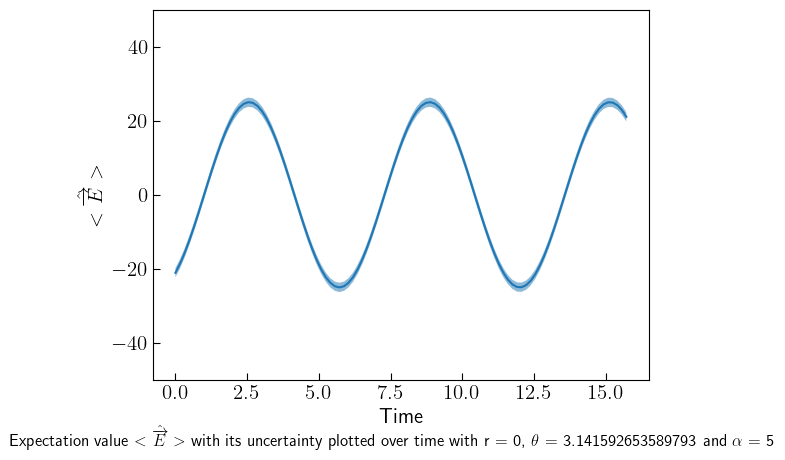 40
20
0
−20
−40
< \hat{\overrightarrow{E}} >
0.0 2.5 5.0 7.5 10.0 12.5 15.0
Time
Expectation value < \hat{\overrightarrow{E}} > with its uncertainty plotted over time with r = 0, θ = 3.141592653589793 and α = 5